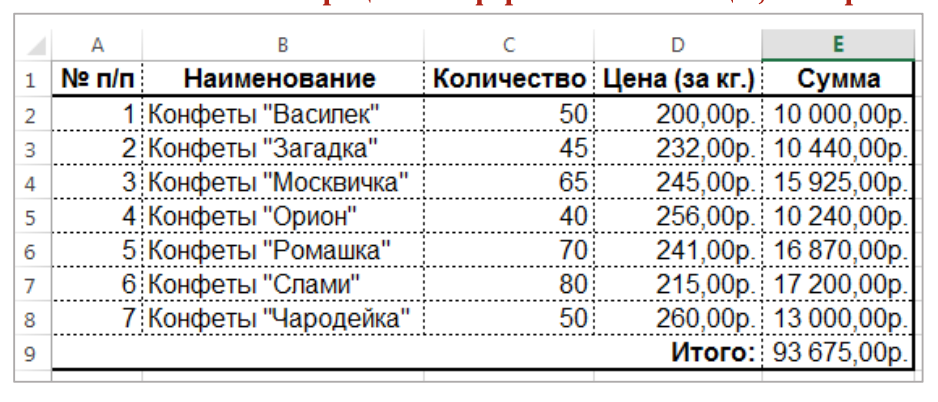 A B C D E
1 № п/п Наименование Количество Цена (за кг.) Сумма
2 1 Конфеты "Василек" 50 200,00р. 10 000,00р.
3 2 Конфеты "Загадка" 45 232,00р. 10 440,00р.
4 3 Конфеты "Москвичка" 65 245,00р. 15 925,00р.
5 4 Конфеты "Орион" 40 256,00р. 10 240,00р.
6 5 Конфеты "Ромашка" 70 241,00р. 16 870,00р.
7 6 Конфеты "Слами" 80 215,00р. 17 200,00р.
8 7 Конфеты "Чародейка" 50 260,00р. 13 000,00р.
9 Итого: 93 675,00р.